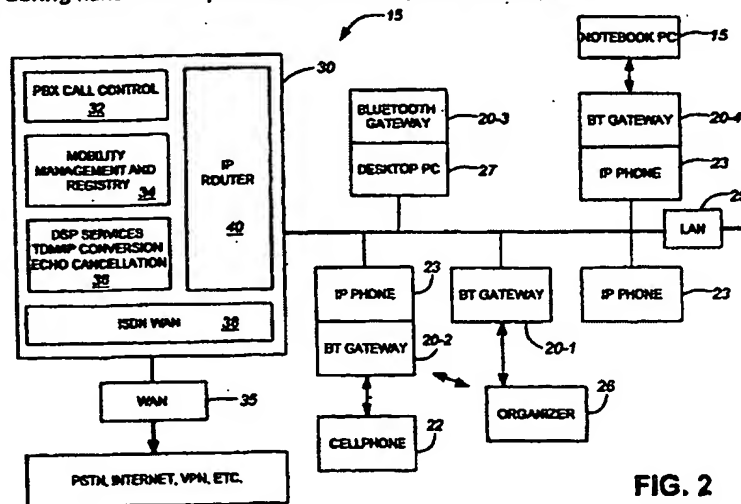 15
30
PBX CALL CONTROL
32
MOBILITY
MANAGEMENT AND
REGISTRY 34
DSP SERVICES
TDM/IP CONVERSION
ECHO CANCELLATION 36
IP
ROUTER
40
ISDN WAN 38
WAN 35
PSTN, INTERNET, VPN, ETC.
BLUETOOTH
GATEWAY 20-3
DESKTOP PC 27
NOTEBOOK PC 15
BT GATEWAY 20-4
IP PHONE 23
LAN
IP PHONE 23
BT GATEWAY 20-2
CELLPHONE 22
BT GATEWAY
20-1
ORGANIZER 26
IP PHONE 23
FIG. 2